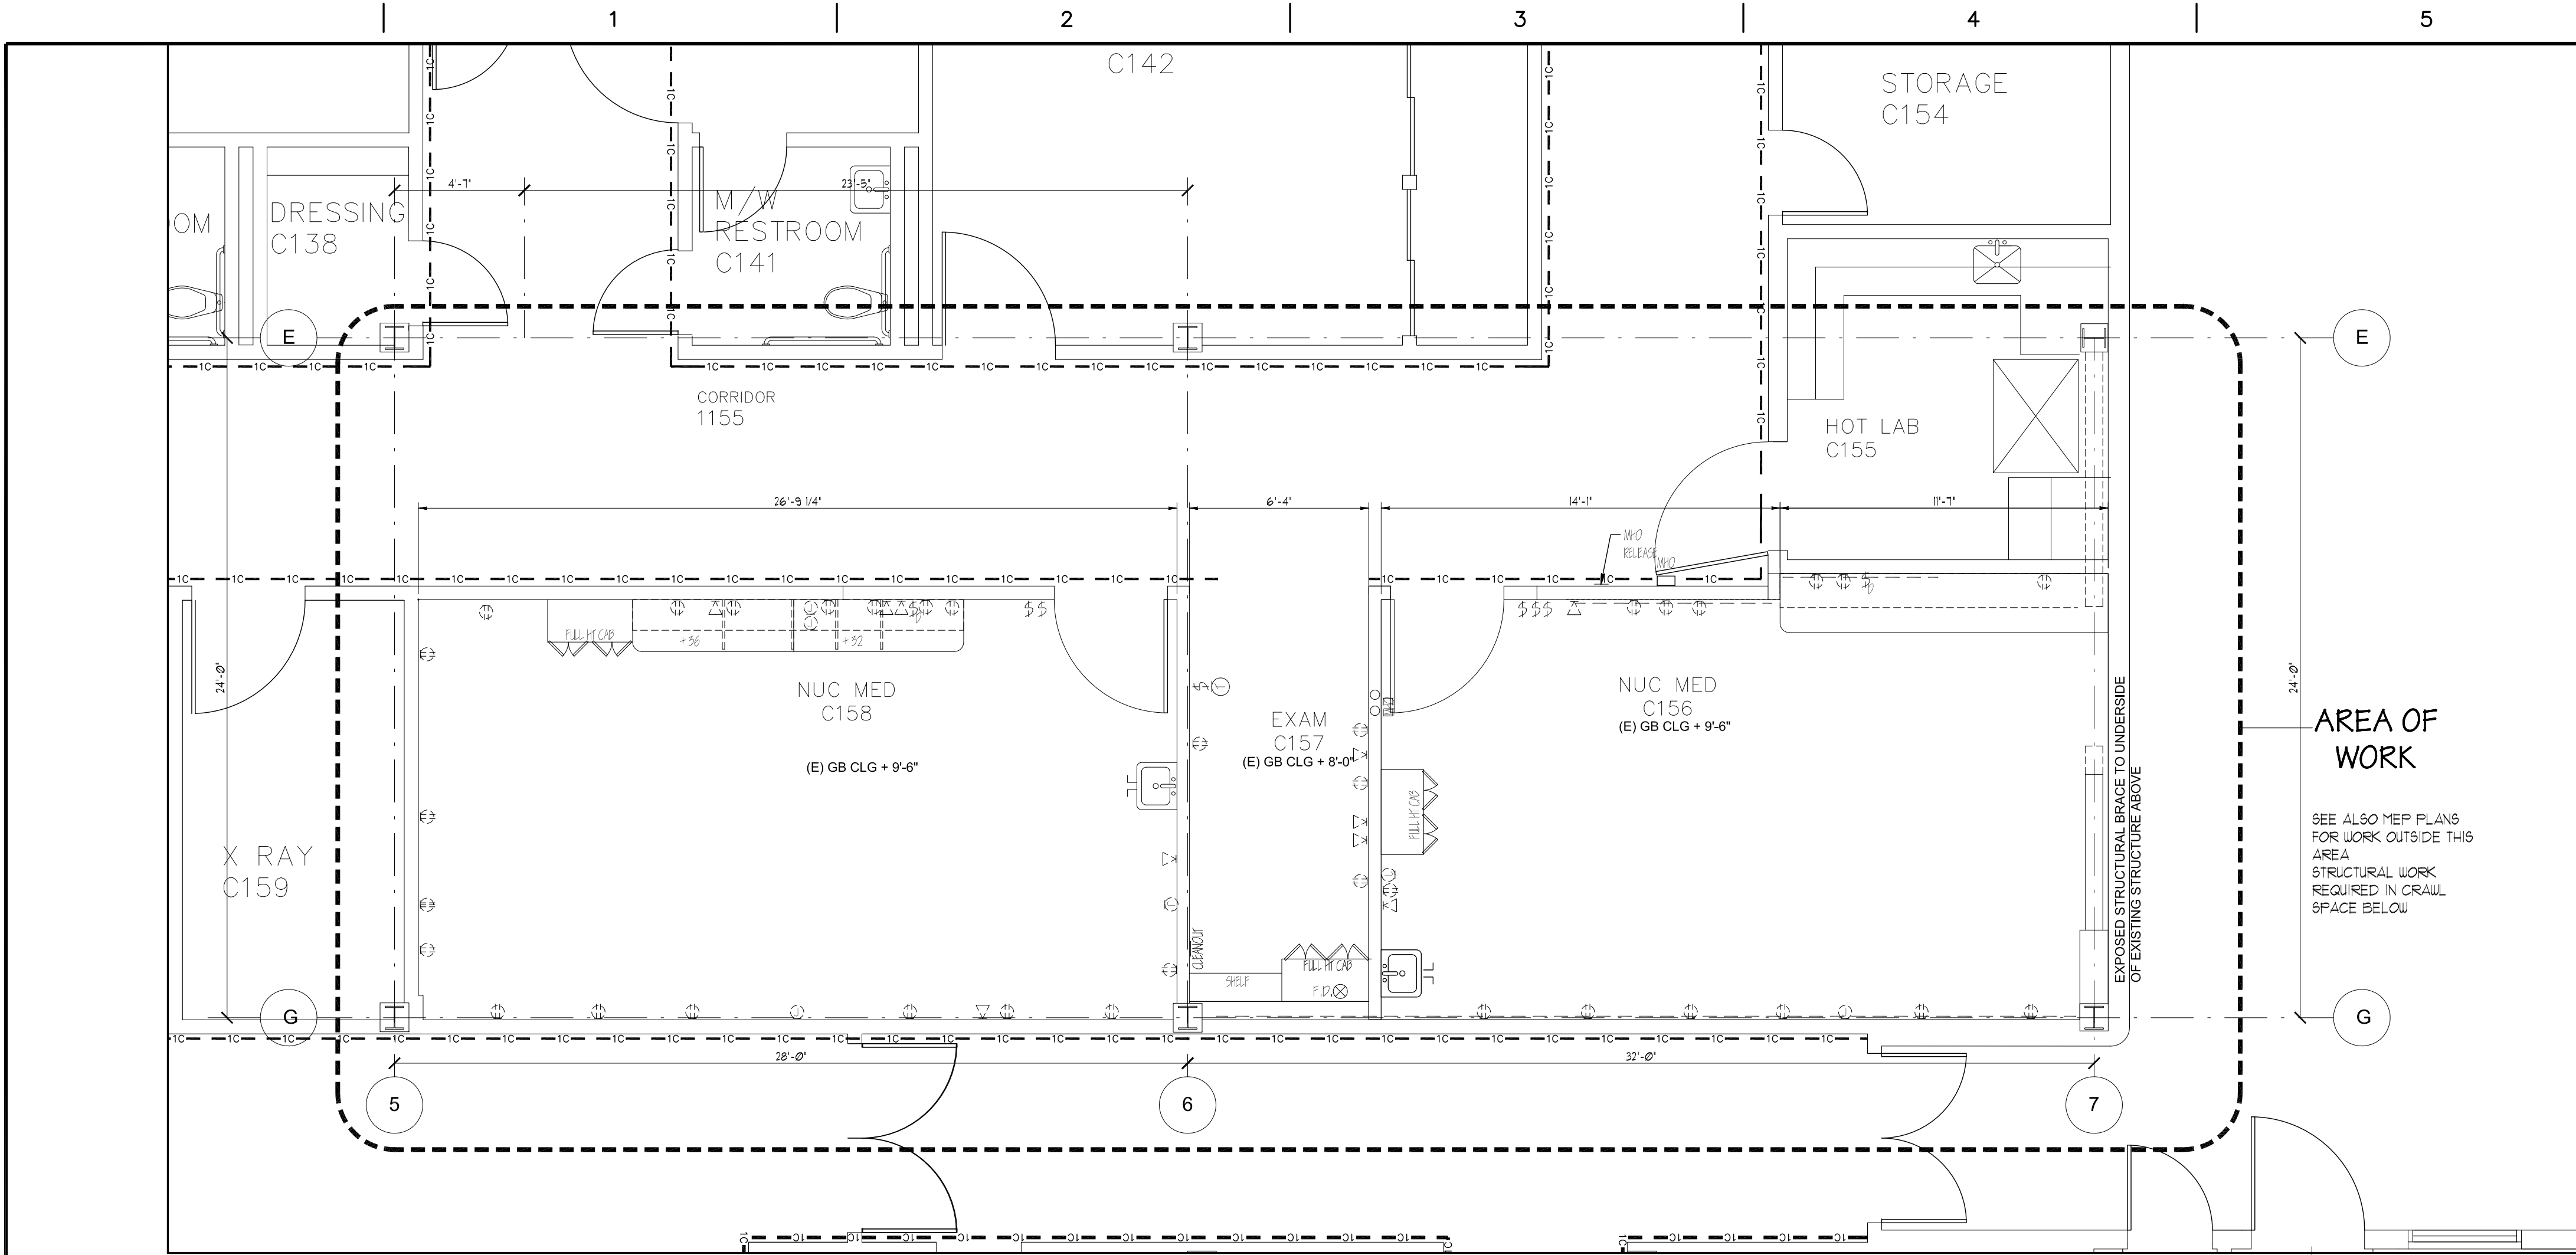 1
2
3
4
5
C142
STORAGE
C154
4'-7"
23'-5"
DRESSING
C138
OM
M/W
RESTROOM
C141
E
E
CORRIDOR
1155
HOT LAB
C155
26'-9 1/4"
6'-4"
14'-1"
11'-7"
MHO
RELEASE
MHO
1C
FULL HT CAB
+36
+32
24'-0"
24'-0"
NUC MED
C158
(E) GB CLG + 9'-6"
EXAM
C157
(E) GB CLG + 8'-0"
NUC MED
C156
(E) GB CLG + 9'-6"
FULL HT CAB
EXPOSED STRUCTURAL BRACE TO UNDERSIDE
OF EXISTING STRUCTURE ABOVE
AREA OF
WORK
SEE ALSO MEP PLANS
FOR WORK OUTSIDE THIS
AREA
STRUCTURAL WORK
REQUIRED IN CRAWL
SPACE BELOW
X RAY
C159
CLEANOUT
SHELF
FULL HT CAB
F.D.
G
G
28'-0"
32'-0"
5
6
7